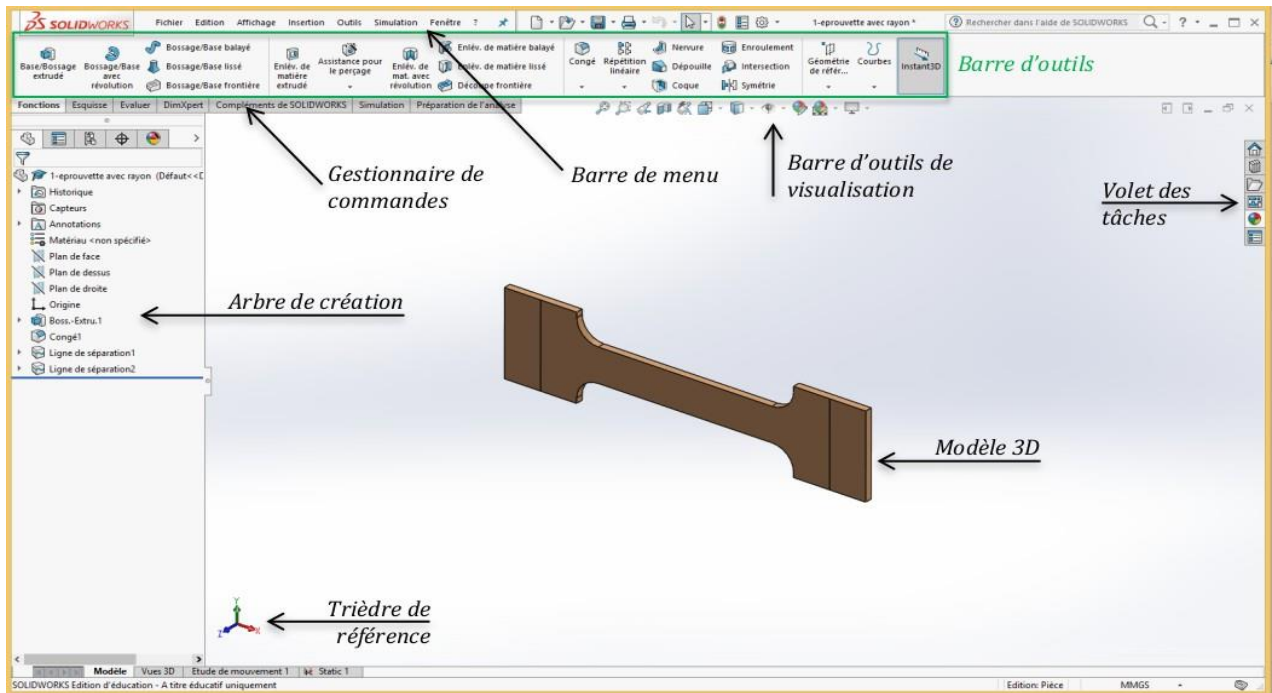 SOLIDWORKS Fichier Edition Affichage Insertion Outils Simulation Fenêtre ? 1-eprouvette avec rayon * Rechercher dans l'aide de SOLIDWORKS ?
Base/Bossage extrudé
Bossage/Base avec révolution
Bossage/Base balayé
Bossage/Base lissé
Bossage/Base frontière
Enlèv. de matière extrudé
Assistance pour le perçage
Enlèv. de mat. avec révolution
Enlèv. de matière balayé
Enlèv. de matière lissé
Découpe frontière
Congé
Répétition linéaire
Nervure
Dépouille
Coque
Enroulement
Intersection
Symétrie
Géométrie de référ...
Courbes
Instant3D
Barre d'outils
Fonctions Esquisse Evaluer DimXpert Compléments de SOLIDWORKS Simulation Préparation de l'analyse
1-eprouvette avec rayon (Défaut<<D
Historique
Capteurs
Annotations
Matériau <non spécifié>
Plan de face
Plan de dessus
Plan de droite
Origine
Boss.-Extru.1
Congé1
Ligne de séparation1
Ligne de séparation2
Gestionnaire de
commandes
Barre de menu
Barre d'outils de
visualisation
Volet des
tâches
Arbre de création
Modèle 3D
Trièdre de
référence
Y
Z
X
Modèle Vues 3D Etude de mouvement 1 Static 1
SOLIDWORKS Edition d'éducation - A titre éducatif uniquement Edition: Pièce MMGS